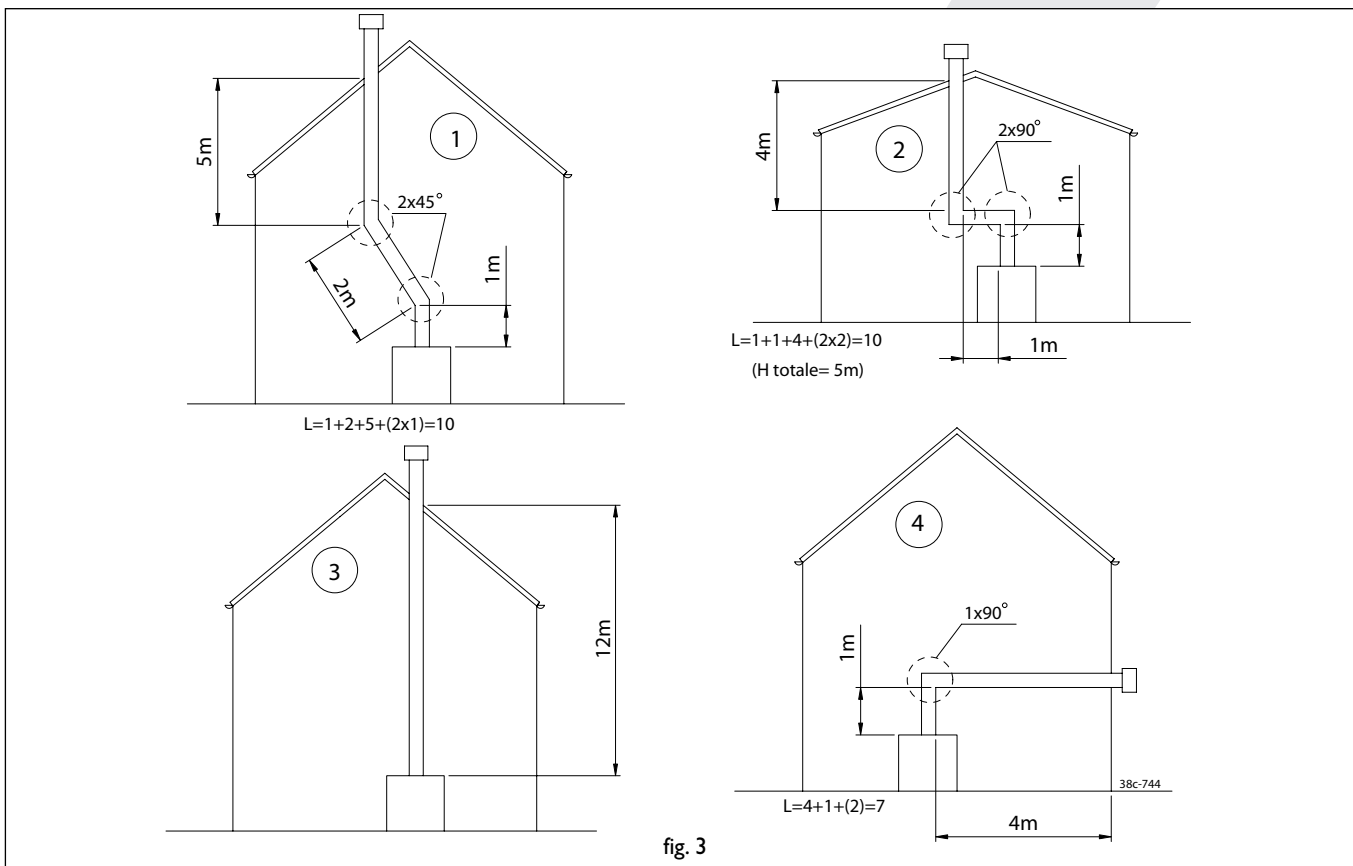 1
5m
2x45°
2m
1m
L=1+2+5+(2x1)=10
2
4m
2x90°
1m
L=1+1+4+(2x2)=10
(H totale= 5m)
1m
3
12m
4
1x90°
1m
L=4+1+(2)=7
4m
38c-744
fig. 3